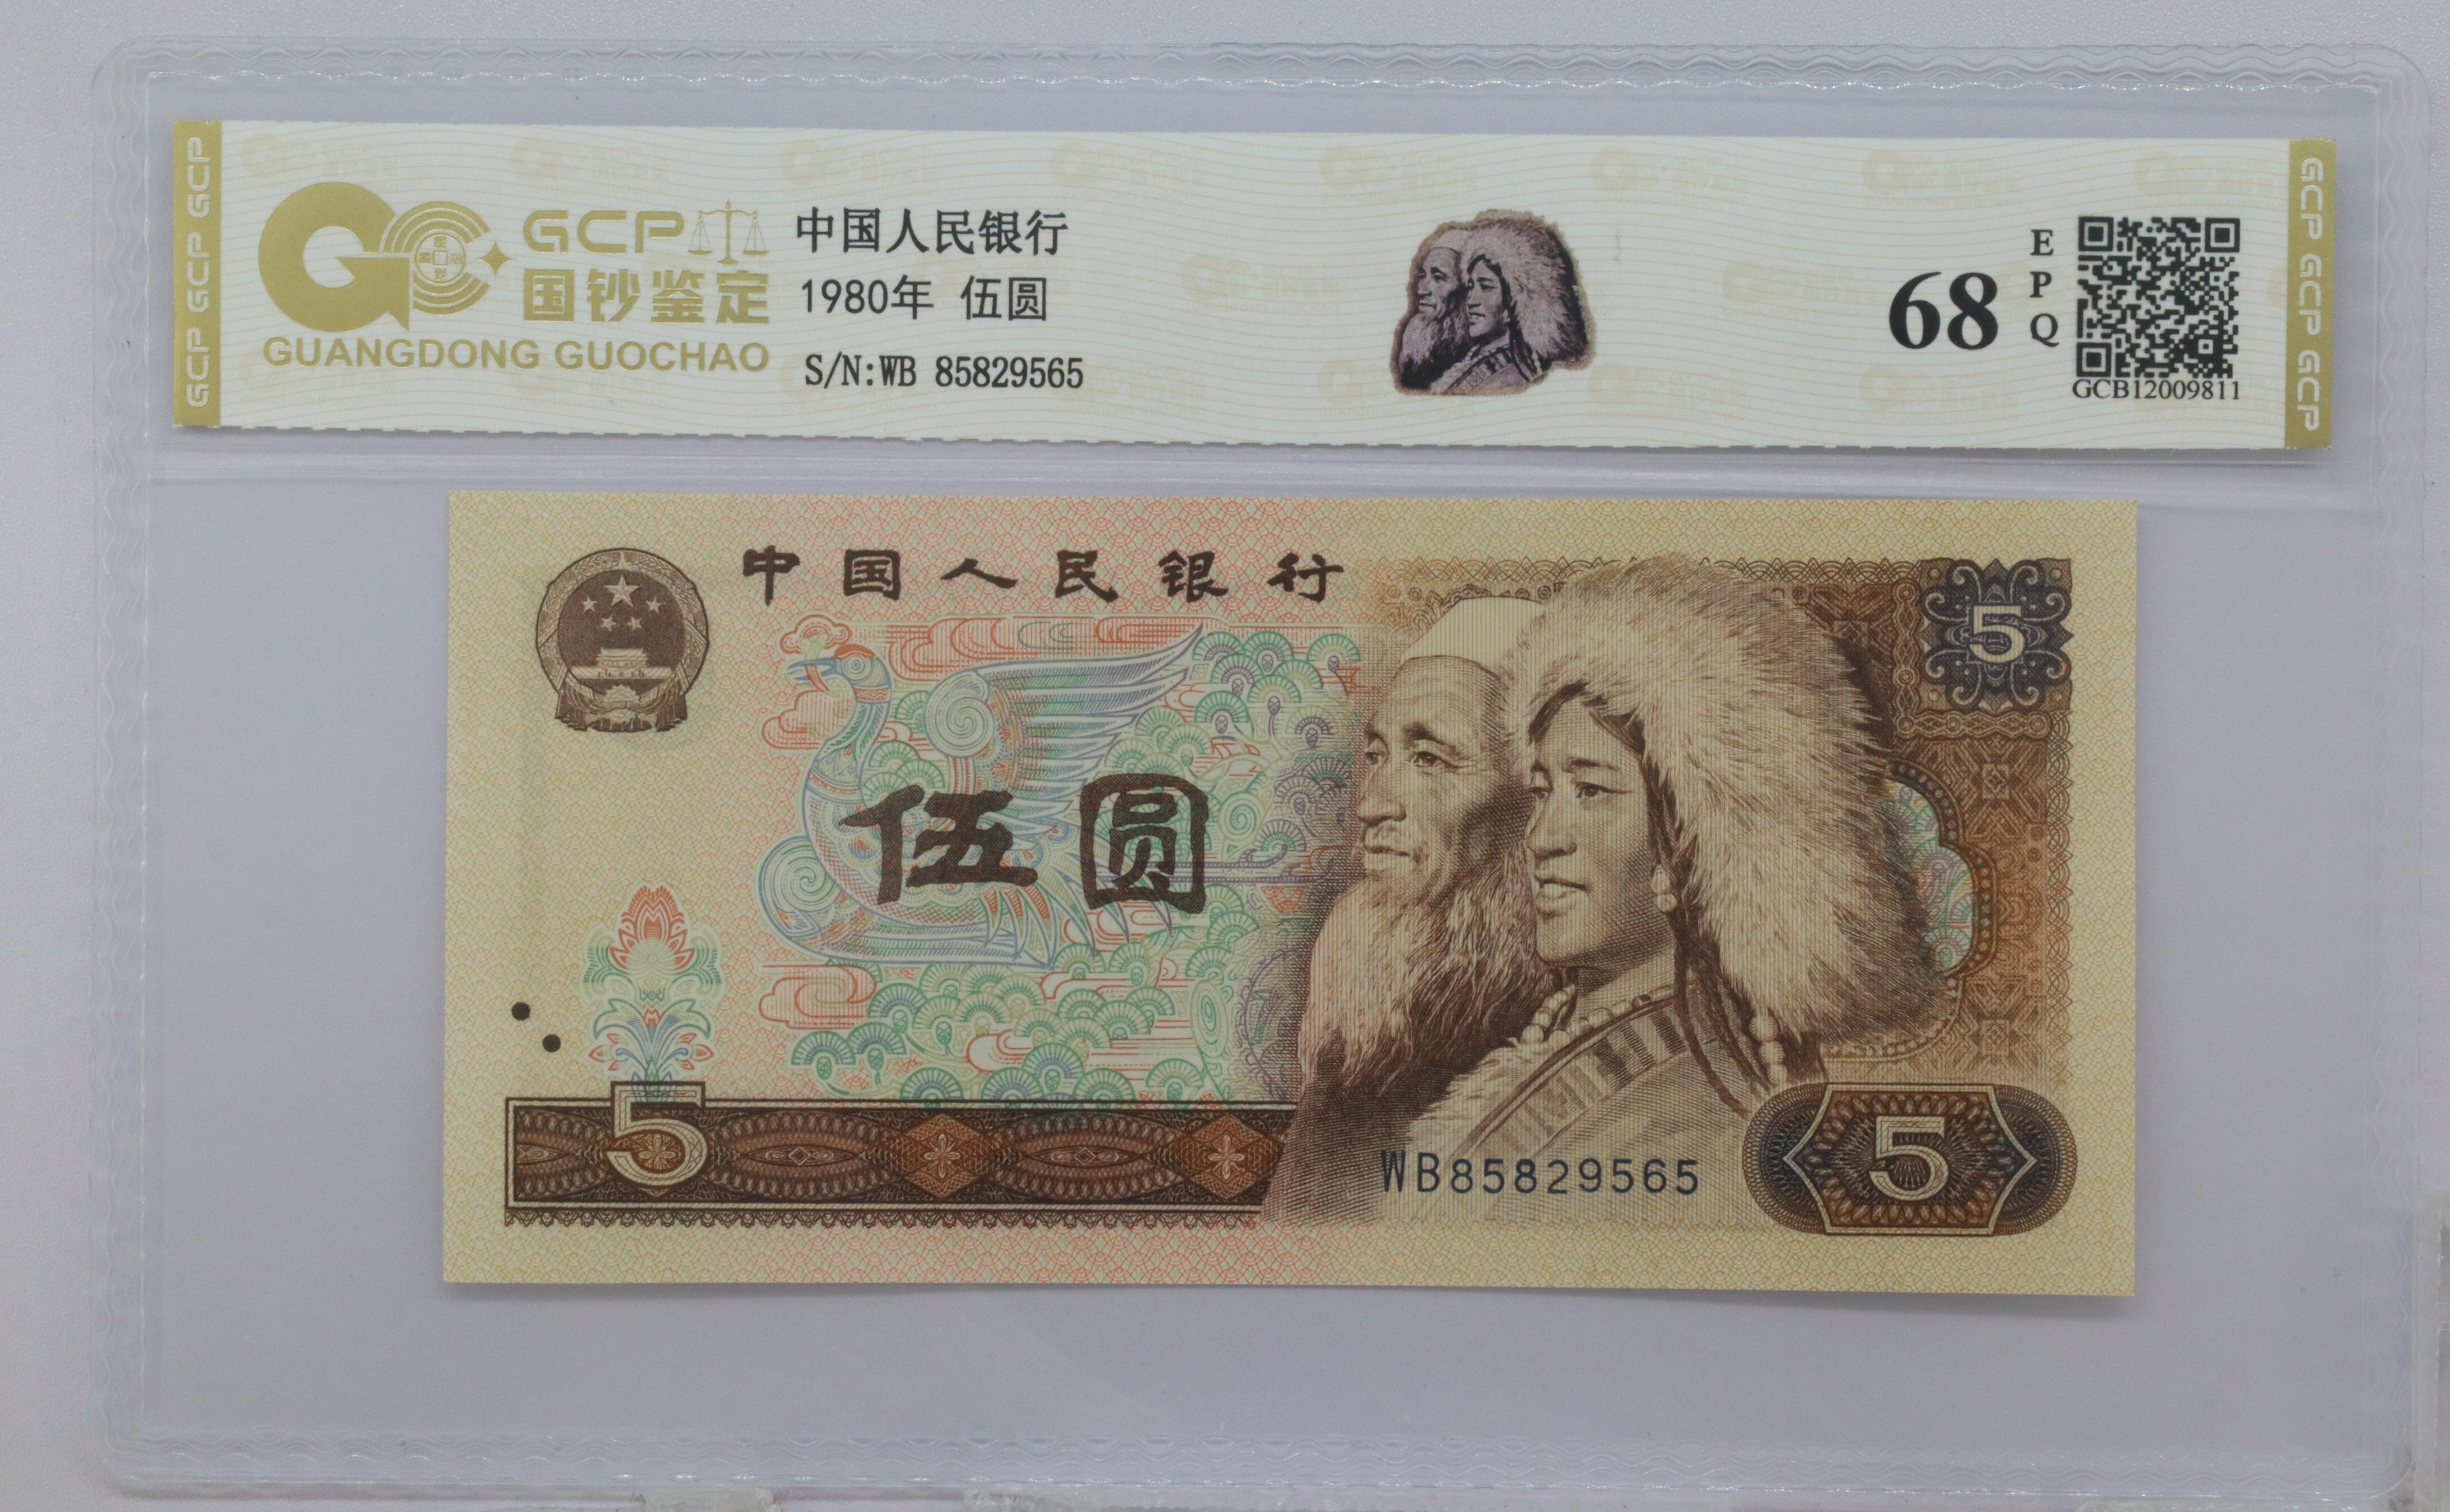 GCP GCP GCP
GCP
国钞鉴定
GUANGDONG GUOCHAO
中国人民银行
1980年 伍圆
S/N:WB 85829565
68
EPQ
GCB12009811
GCP GCP GCP
中国人民银行
5
伍圆
5
WB85829565
5